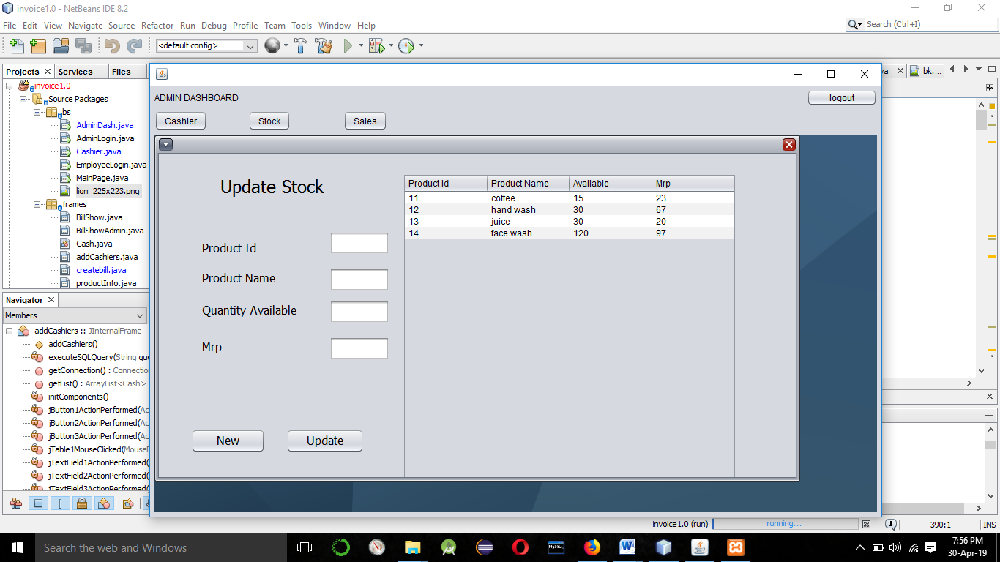 invoice1.0 - NetBeans IDE 8.2
File Edit View Navigate Source Refactor Run Debug Profile Team Tools Window Help
Search (Ctrl+I)
<default config>
Projects Services Files
bk....
invoice1.0
Source Packages
bs
AdminDash.java
AdminLogin.java
Cashier.java
EmployeeLogin.java
MainPage.java
lion_225x223.png
frames
BillShow.java
BillShowAdmin.java
Cash.java
addCashiers.java
createbill.java
productInfo.java
Navigator
Members
addCashiers :: JInternalFrame
addCashiers()
executeSQLQuery(String que
getConnection() : Connection
getList() : ArrayList<Cash>
initComponents()
jButton1ActionPerformed(Ac
jButton2ActionPerformed(Ac
jButton3ActionPerformed(Ac
jTable1MouseClicked(MouseE
jTextField1ActionPerformed(
jTextField2ActionPerformed(
jTextField3ActionPerformed(
ADMIN DASHBOARD
logout
Cashier Stock Sales
Update Stock
Product Id
Product Name
Quantity Available
Mrp
New Update
Product Id Product Name Available Mrp
11 coffee 15 23
12 hand wash 30 67
13 juice 30 20
14 face wash 120 97
invoice1.0 (run) running... 1 390:1 INS
Search the web and Windows
7:56 PM
30-Apr-19